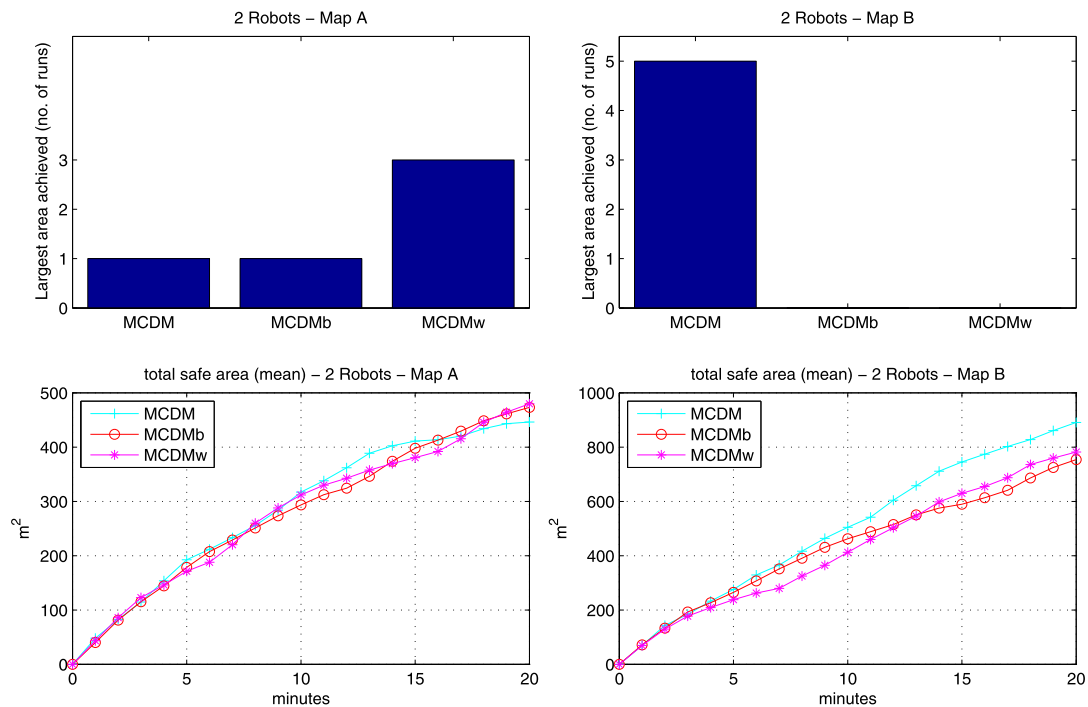 2 Robots − Map A
Largest area achieved (no. of runs)
3
2
1
0
MCDM MCDMb MCDMw
2 Robots − Map B
Largest area achieved (no. of runs)
5
4
3
2
1
0
MCDM MCDMb MCDMw
total safe area (mean) − 2 Robots − Map A
m²
500
400
300
200
100
0
MCDM
MCDMb
MCDMw
0 5 10 15 20
minutes
total safe area (mean) − 2 Robots − Map B
m²
1000
800
600
400
200
0
MCDM
MCDMb
MCDMw
0 5 10 15 20
minutes